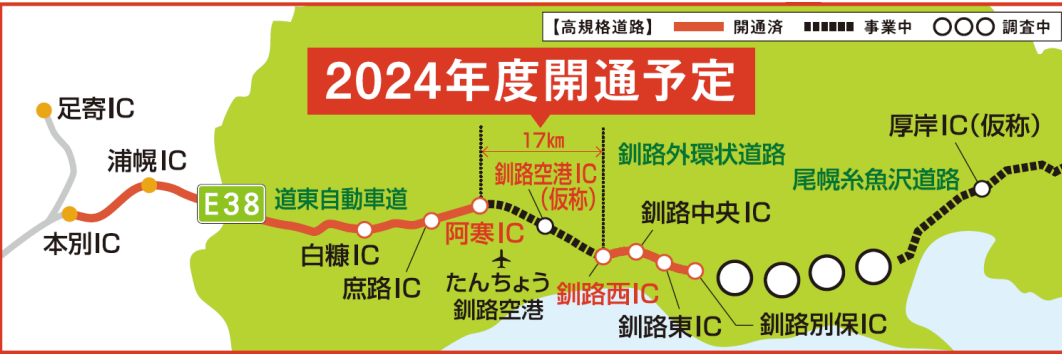 【高規格道路】 開通済 事業中 調査中
2024年度開通予定
足寄IC
浦幌IC
本別IC
E38
道東自動車道
白糠IC
庶路IC
阿寒IC
17㎞
釧路空港IC
(仮称)
たんちょう
釧路空港
釧路西IC
釧路外環状道路
釧路中央IC
釧路東IC
釧路別保IC
尾幌糸魚沢道路
厚岸IC(仮称)